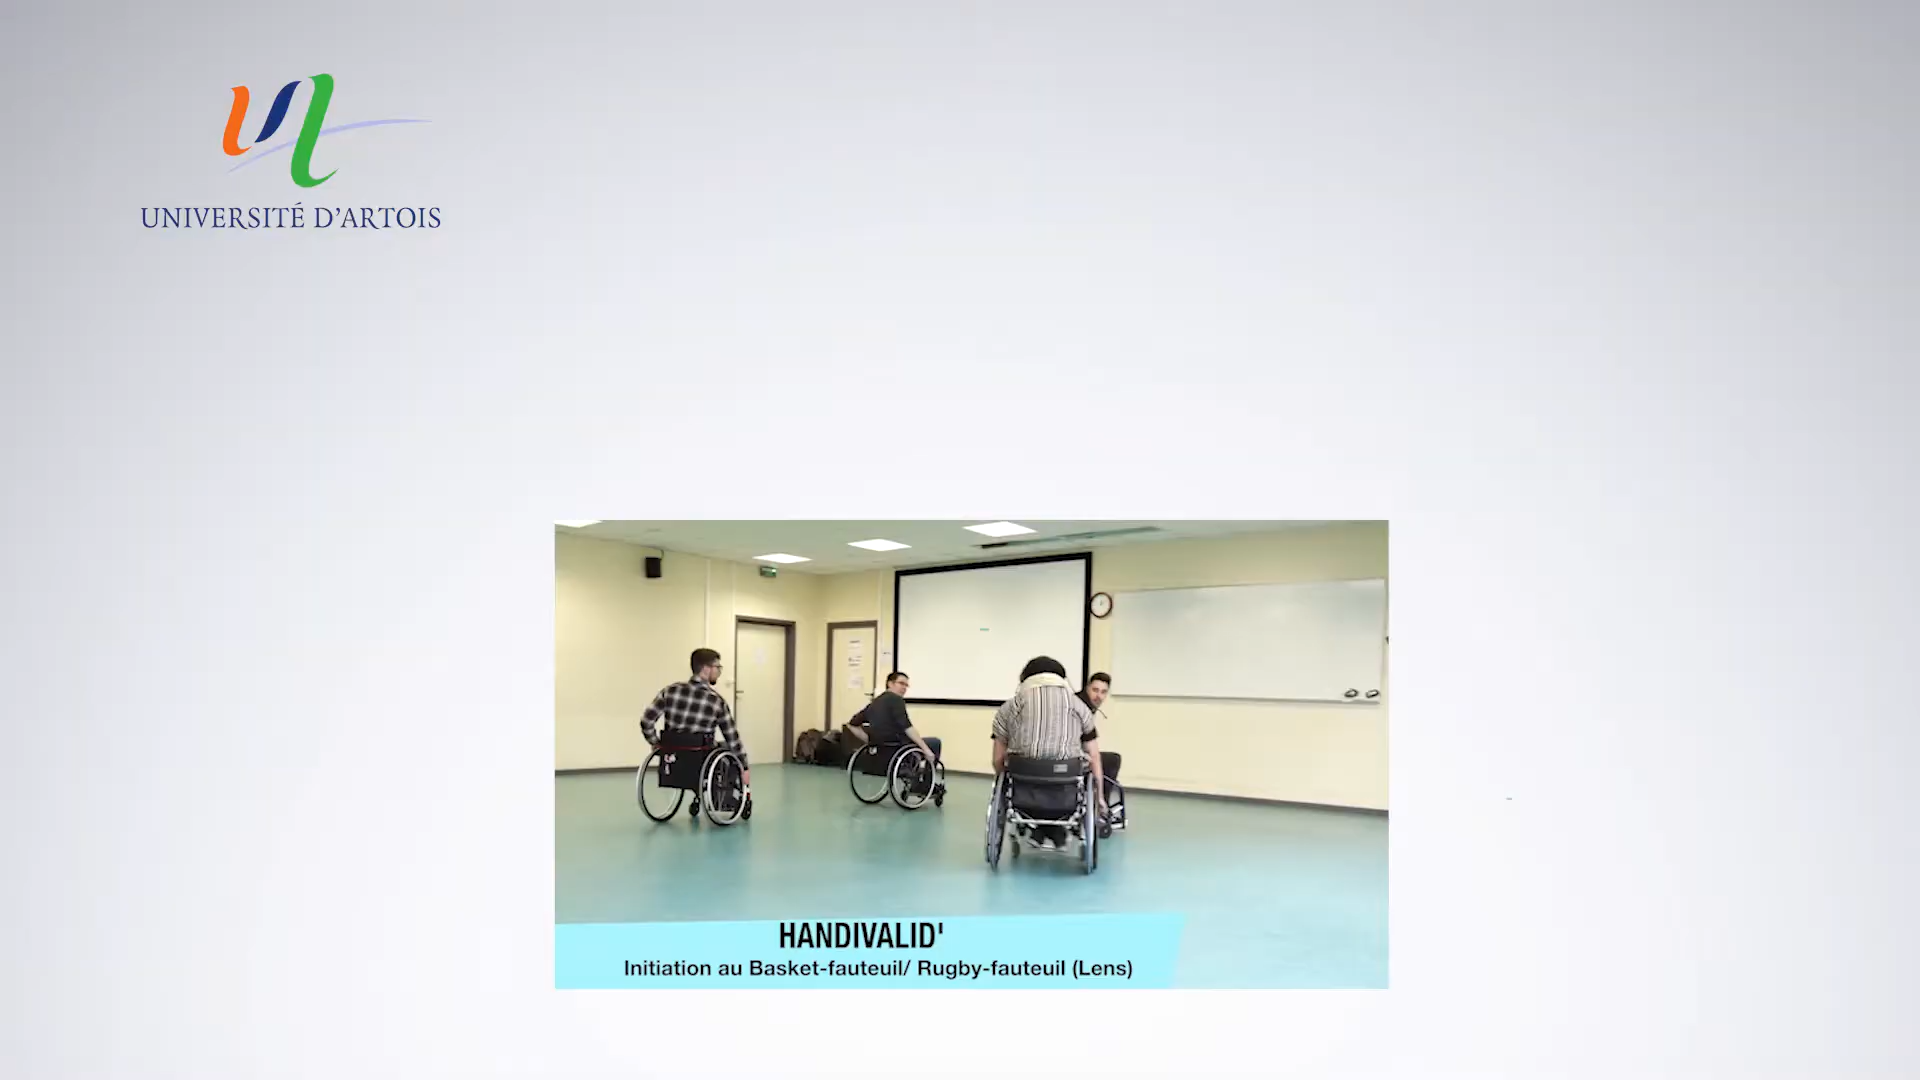 UNIVERSITÉ D'ARTOIS
HANDIVALID'
Initiation au Basket-fauteuil/ Rugby-fauteuil (Lens)